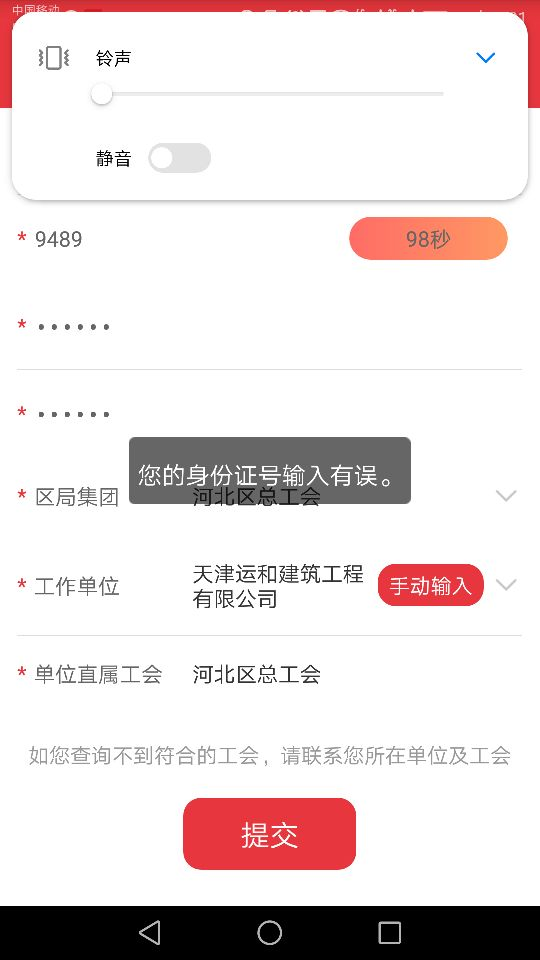 中国移动
铃声
静音
* 9489
98秒
* ••••••
* ••••••
您的身份证号输入有误。
* 区局集团
河北区总工会
* 工作单位
天津运和建筑工程
有限公司
手动输入
* 单位直属工会
河北区总工会
如您查询不到符合的工会，请联系您所在单位及工会
提交